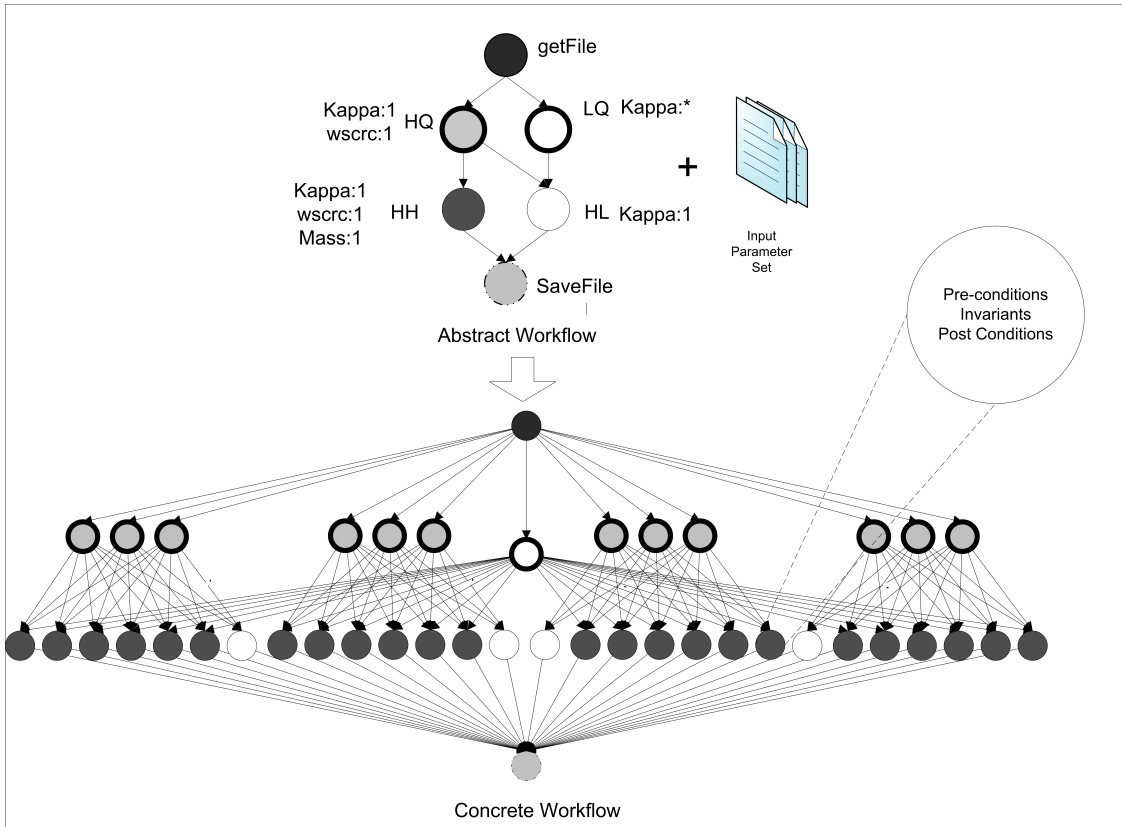 getFile
Kappa:1
wscrc:1
HQ
LQ
Kappa:*
+
Kappa:1
wscrc:1
Mass:1
HH
HL
Kappa:1
Input
Parameter
Set
SaveFile
Abstract Workflow
Pre-conditions
Invariants
Post Conditions
Concrete Workflow